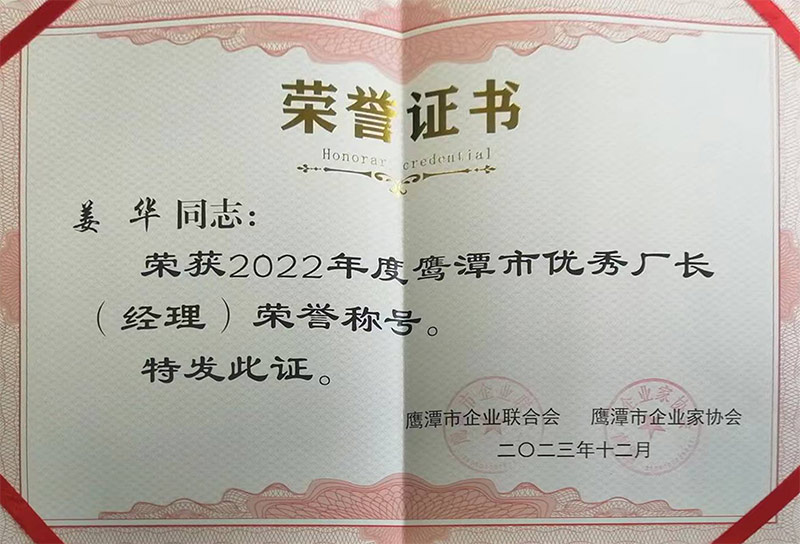 荣誉证书
Honorary credential
姜 华 同志：
荣获2022年度鹰潭市优秀厂长
（经理）荣誉称号。
特发此证。
鹰潭市企业联合会 鹰潭市企业家协会
二〇二三年十二月